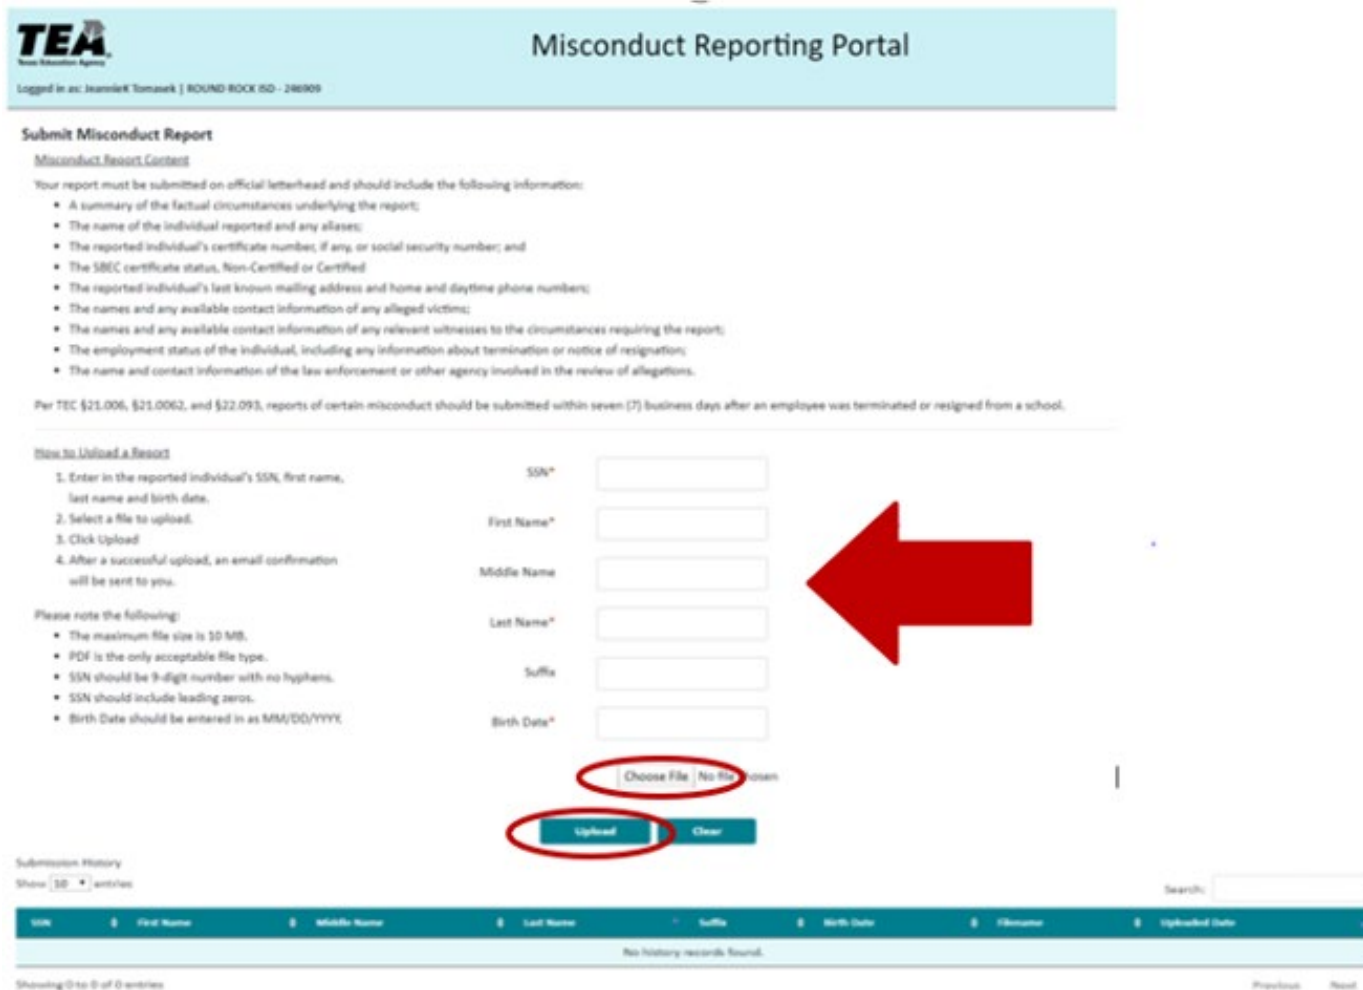 TEA
Texas Education Agency
Misconduct Reporting Portal
Logged in as: JeannieK Tomasek | ROUND ROCK ISD - 246909
Submit Misconduct Report
Misconduct Report Content
Your report must be submitted on official letterhead and should include the following information:
• A summary of the factual circumstances underlying the report;
• The name of the individual reported and any aliases;
• The reported individual's certificate number, if any, or social security number; and
• The SBEC certificate status, Non-Certified or Certified
• The reported individual's last known mailing address and home and daytime phone numbers;
• The names and any available contact information of any alleged victims;
• The names and any available contact information of any relevant witnesses to the circumstances requiring the report;
• The employment status of the individual, including any information about termination or notice of resignation;
• The name and contact information of the law enforcement or other agency involved in the review of allegations.
Per TEC §21.006, §21.0062, and §22.093, reports of certain misconduct should be submitted within seven (7) business days after an employee was terminated or resigned from a school.
How to Upload a Report
1. Enter in the reported individual's SSN, first name,
last name and birth date.
2. Select a file to upload.
3. Click Upload
4. After a successful upload, an email confirmation
will be sent to you.
Please note the following:
• The maximum file size is 10 MB.
• PDF is the only acceptable file type.
• SSN should be 9-digit number with no hyphens.
• SSN should include leading zeros.
• Birth Date should be entered in as MM/DD/YYYY.
SSN*
First Name*
Middle Name
Last Name*
Suffix
Birth Date*
Choose File No file chosen
Upload Clear
Submission History
Show 10 entries
Search:
SSN First Name Middle Name Last Name Suffix Birth Date Filename Uploaded Date
No history records found.
Showing 0 to 0 of 0 entries
Previous Next